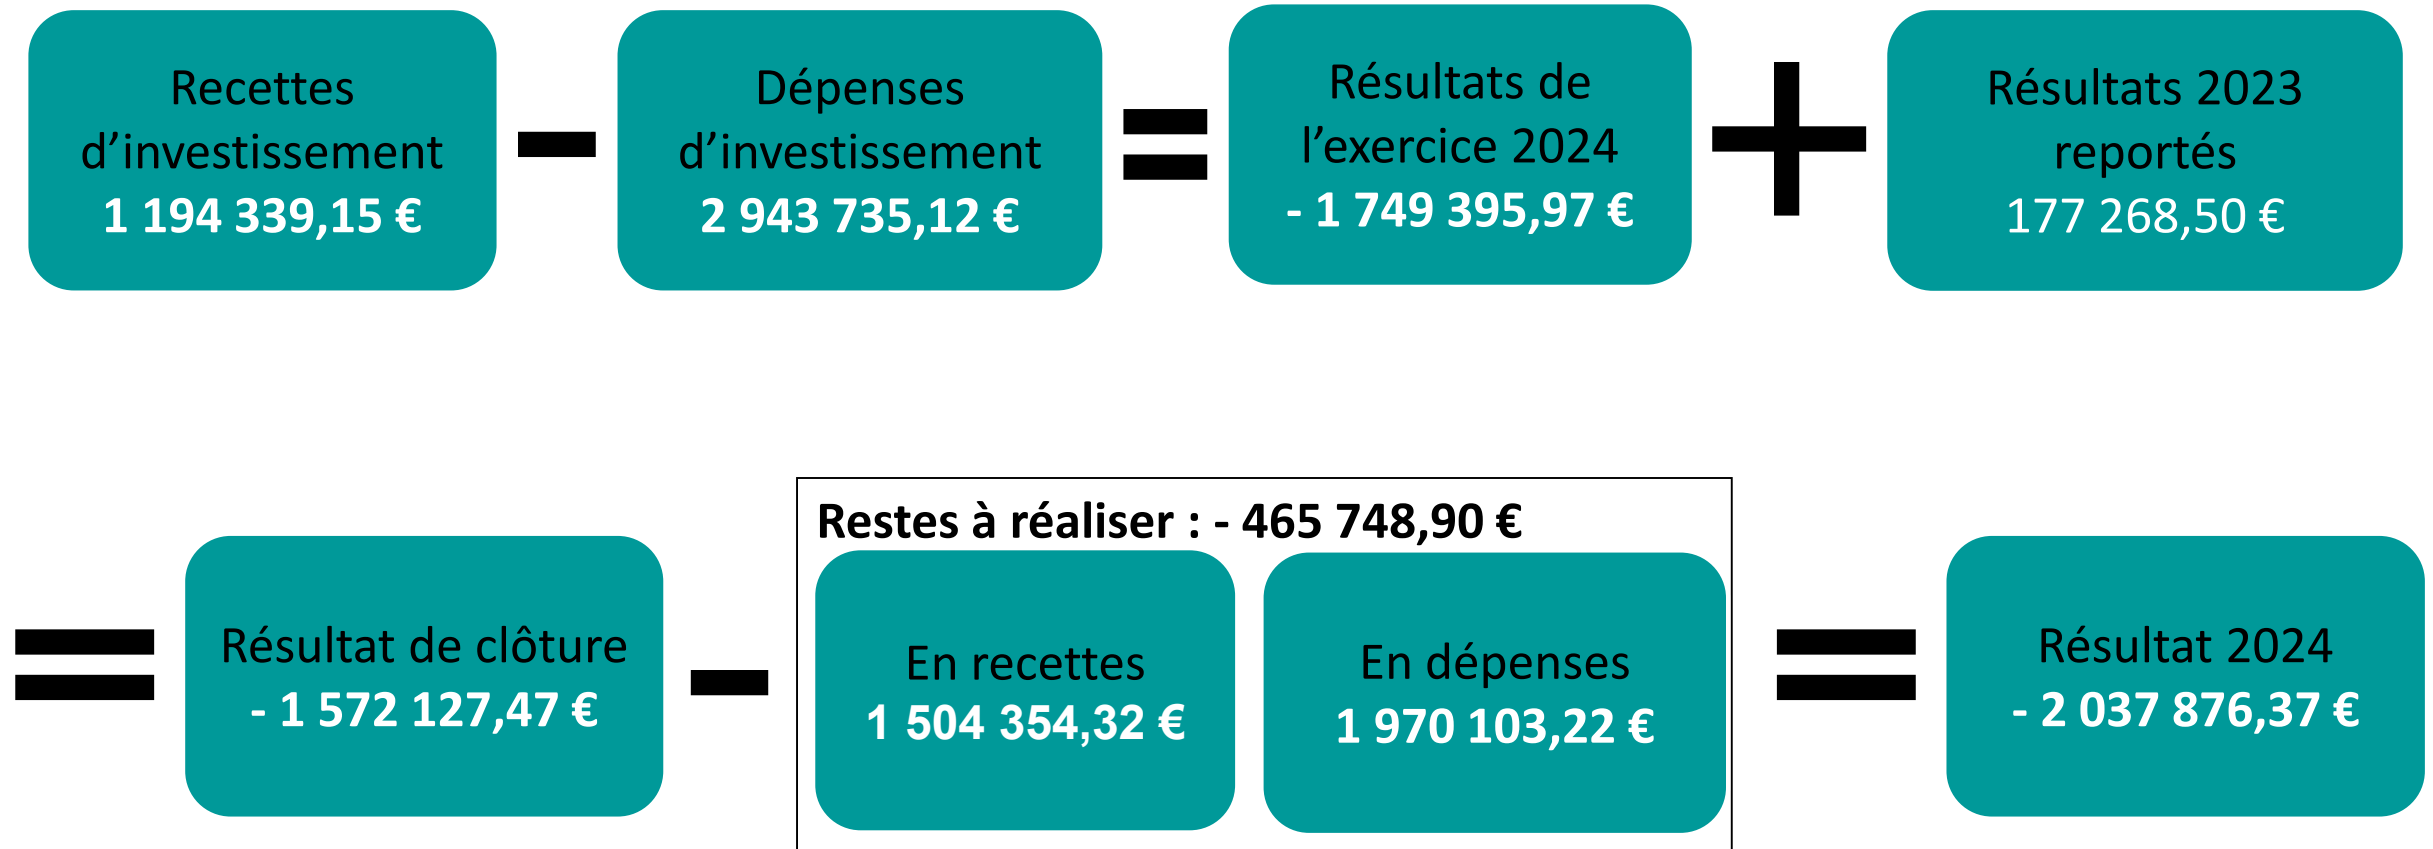 Recettes
d’investissement
1 194 339,15 €
-
Dépenses
d’investissement
2 943 735,12 €
=
Résultats de
l’exercice 2024
- 1 749 395,97 €
+
Résultats 2023
reportés
177 268,50 €
=
Résultat de clôture
- 1 572 127,47 €
-
Restes à réaliser : - 465 748,90 €
En recettes
1 504 354,32 €
En dépenses
1 970 103,22 €
=
Résultat 2024
- 2 037 876,37 €